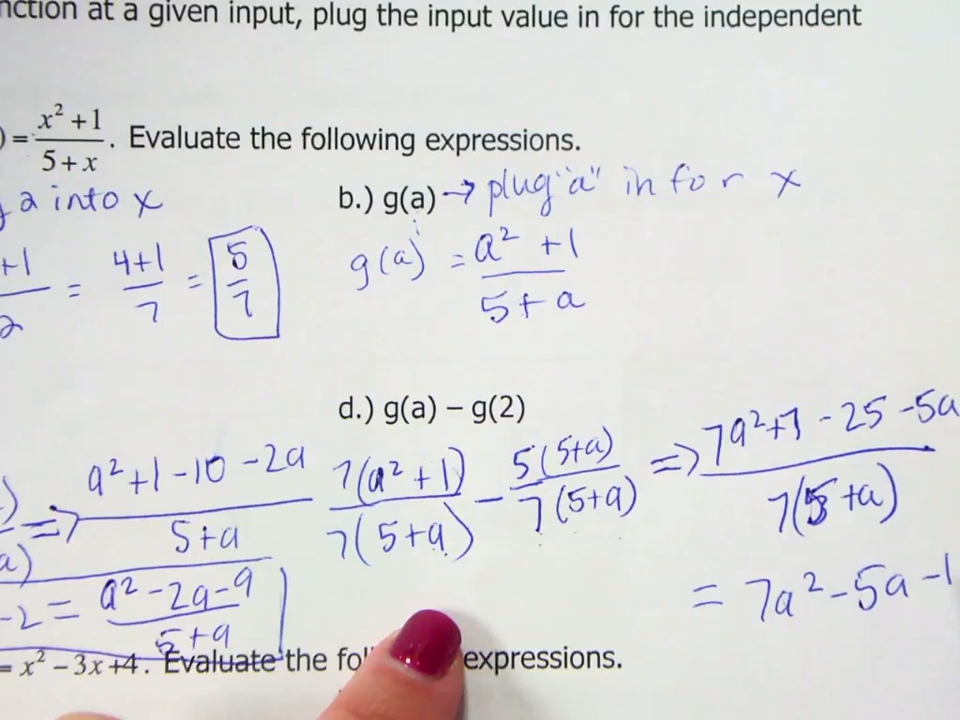 nction at a given input, plug the input value in for the independent
) = (x² + 1)/(5 + x). Evaluate the following expressions.
2 into x
b.) g(a) → plug "a" in for x
+1/2 = (4+1)/7 = 5/7
g(a) = (a² + 1)/(5 + a)
d.) g(a) – g(2)
⇒ (a² + 1 - 10 - 2a)/(5 + a)
7(a² + 1)/7(5 + a) - 5(5 + a)/7(5 + a) ⇒ (7a² + 7 - 25 - 5a)/7(5 + a)
-2 = (a² - 2a - 9)/(5 + a)
= 7a² - 5a - 1
= x² – 3x + 4. Evaluate the fol expressions.